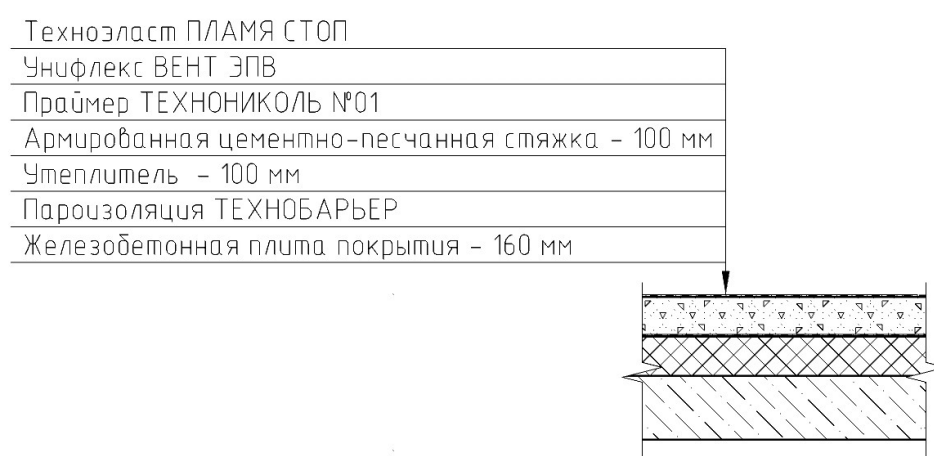 Техноэласт ПЛАМЯ СТОП
Унифлекс ВЕНТ ЭПВ
Праймер ТЕХНОНИКОЛЬ №01
Армированная цементно-песчанная стяжка - 100 мм
Утеплитель - 100 мм
Пароизоляция ТЕХНОБАРЬЕР
Железобетонная плита покрытия - 160 мм